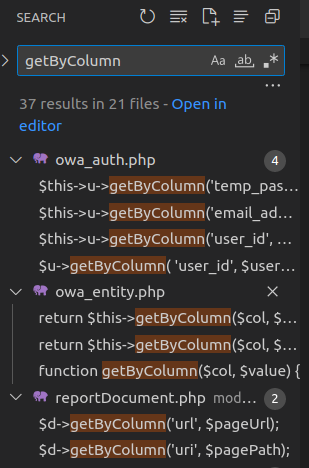 SEARCH
getByColumn
Aa ab .*
...
37 results in 21 files - Open in
editor
owa_auth.php 4
$this->u->getByColumn('temp_pas…
$this->u->getByColumn('email_ad…
$this->u->getByColumn('user_id', …
$u->getByColumn( 'user_id', $user…
owa_entity.php
return $this->getByColumn($col, $…
return $this->getByColumn($col, $…
function getByColumn($col, $value) {
reportDocument.php mod… 2
$d->getByColumn('url', $pageUrl);
$d->getByColumn('uri', $pagePath);